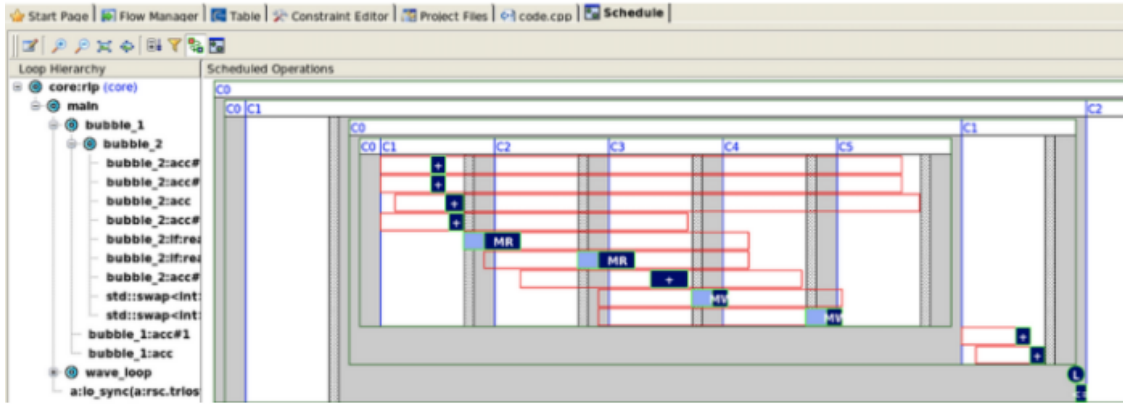 Start Page Flow Manager Table Constraint Editor Project Files code.cpp Schedule
Loop Hierarchy Scheduled Operations
core:rlp (core) C0
main C0 C1 C2
bubble_1 C0 C1
bubble_2 C0 C1 C2 C3 C4 C5
bubble_2:acc# +
bubble_2:acc# +
bubble_2:acc +
bubble_2:acc# +
bubble_2:if:rea MR
bubble_2:if:rea MR
bubble_2:acc# +
std::swap<int: MW
std::swap<int: MW
bubble_1:acc#1 +
bubble_1:acc +
wave_loop L
a:io_sync(a:rsc.trios